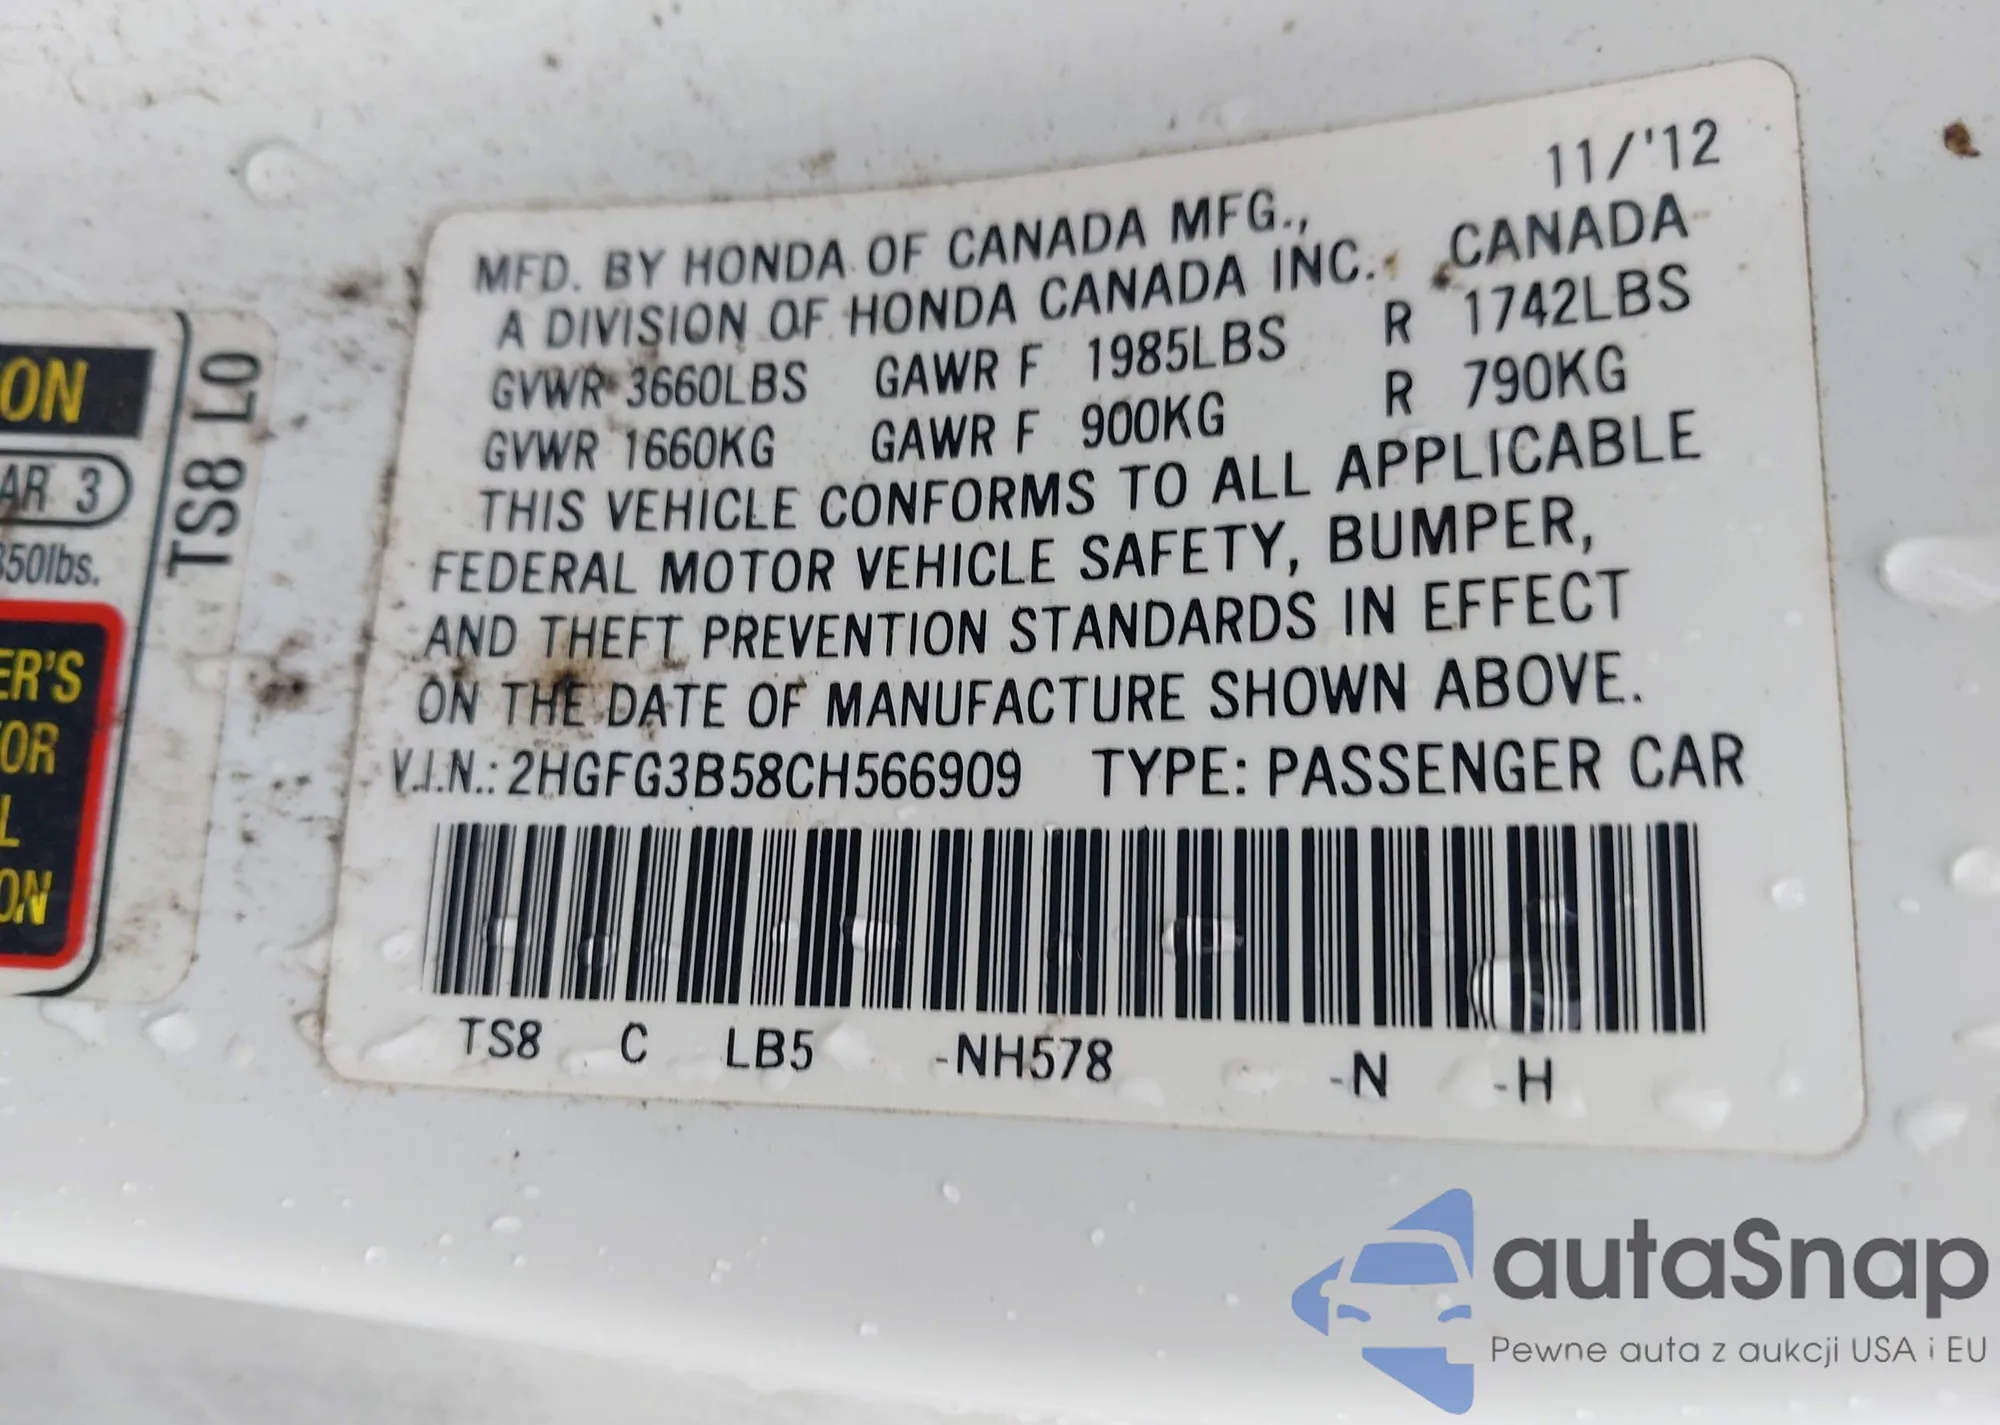 11/'12
MFD. BY HONDA OF CANADA MFG.,
A DIVISION OF HONDA CANADA INC. CANADA
GVWR 3660LBS GAWR F 1985LBS R 1742LBS
GVWR 1660KG GAWR F 900KG R 790KG
THIS VEHICLE CONFORMS TO ALL APPLICABLE
FEDERAL MOTOR VEHICLE SAFETY, BUMPER,
AND THEFT PREVENTION STANDARDS IN EFFECT
ON THE DATE OF MANUFACTURE SHOWN ABOVE.
V.I.N.: 2HGFG3B58CH566909 TYPE: PASSENGER CAR
TS8 C LB5 -NH578 -N -H
ON
AR 3
350lbs.
ER'S
OR
L
ON
TS8 L0
autaSnap
Pewne auta z aukcji USA i EU